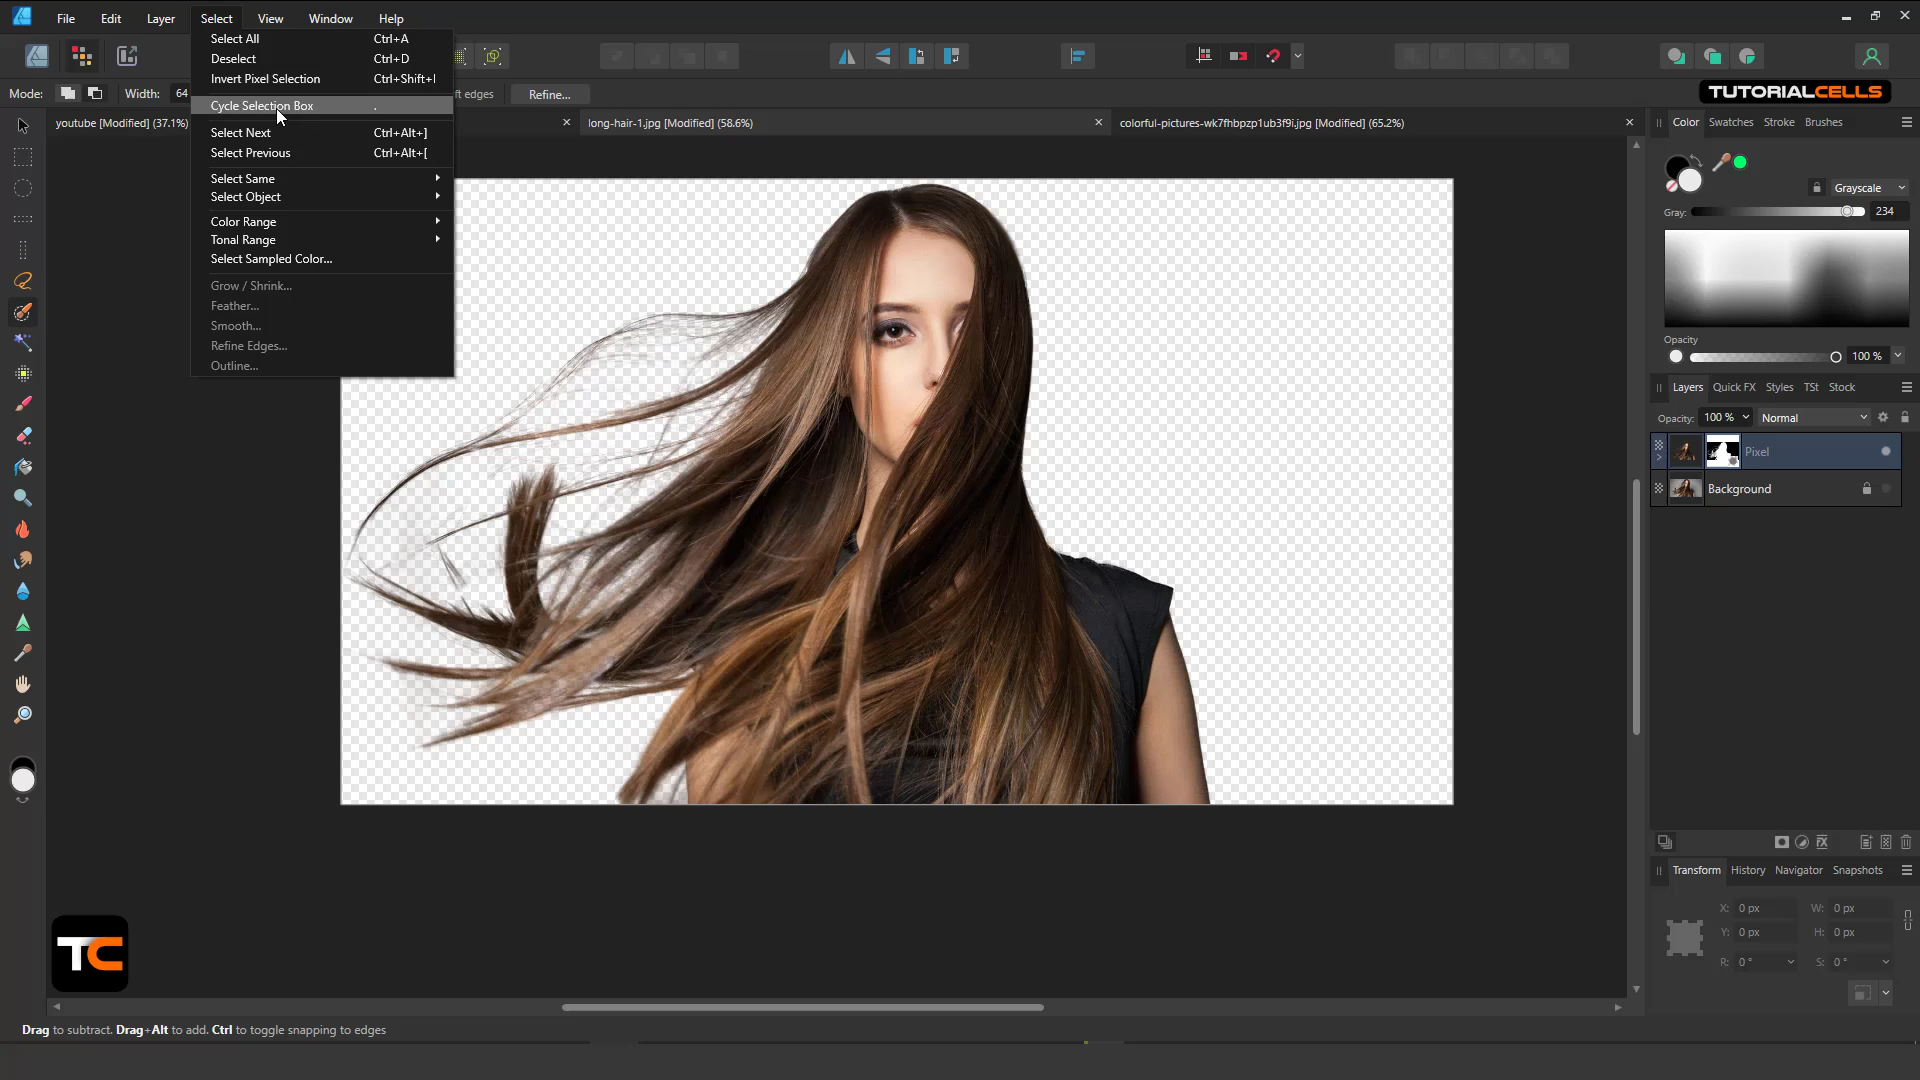 File Edit Layer Select View Window Help
Select All Ctrl+A
Deselect Ctrl+D
Invert Pixel Selection Ctrl+Shift+I
Cycle Selection Box .
Select Next Ctrl+Alt+]
Select Previous Ctrl+Alt+[
Select Same
Select Object
Color Range
Tonal Range
Select Sampled Color...
Grow / Shrink...
Feather...
Smooth...
Refine Edges...
Outline...
Mode: Width: 64 ft edges Refine...
TUTORIALCELLS
youtube [Modified] (37.1%) long-hair-1.jpg [Modified] (58.6%) colorful-pictures-wk7fhbpzp1ub3f9i.jpg [Modified] (65.2%)
Color Swatches Stroke Brushes
Grayscale
Gray: 234
Opacity
100 %
Layers Quick FX Styles TSt Stock
Opacity: 100 % Normal
Pixel
Background
Transform History Navigator Snapshots
X: 0 px W: 0 px
Y: 0 px H: 0 px
R: 0 ° S: 0 °
TC
Drag to subtract. Drag+Alt to add. Ctrl to toggle snapping to edges